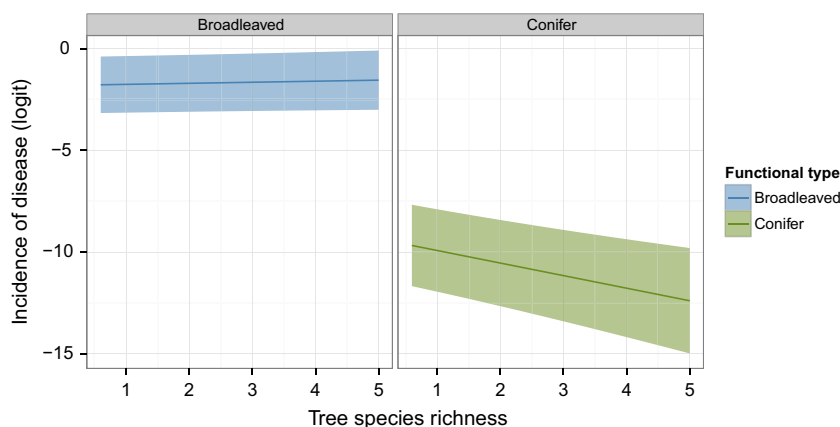 Broadleaved Conifer
0
−5
−10
−15
Incidence of disease (logit)
1 2 3 4 5 1 2 3 4 5
Tree species richness
Functional type
Broadleaved
Conifer